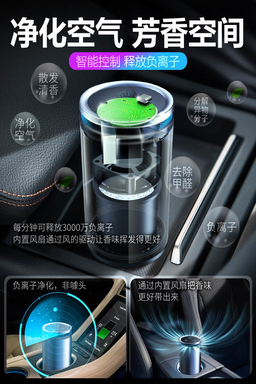 净化空气 芳香空间
智能控制 释放负离子
散发
清香
分解
异物
分子
净化
空气
去除
甲醛
负离子
每分钟可释放3000万负离子
内置风扇通过风的驱动让香味挥发得更好
负离子净化，非噱头
通过内置风扇把香味
更好带出来